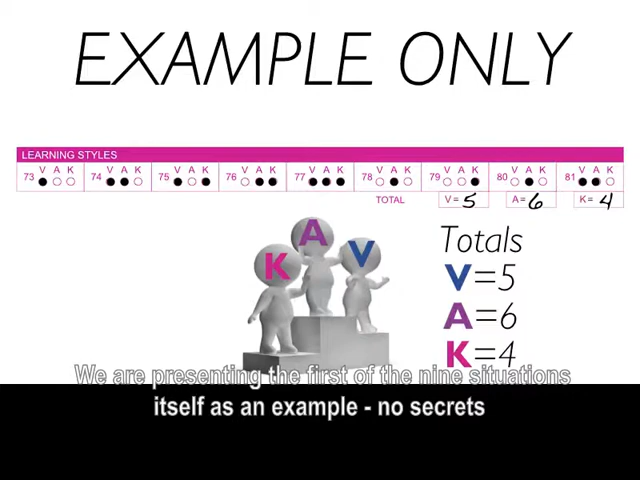 EXAMPLE ONLY
LEARNING STYLES
73 V A K 74 V A K 75 V A K 76 V A K 77 V A K 78 V A K 79 V A K 80 V A K 81 V A K
TOTAL V = 5 A = 6 K = 4
K A V
Totals
V=5
A=6
K=4
We are presenting the first of the nine situations
itself as an example - no secrets